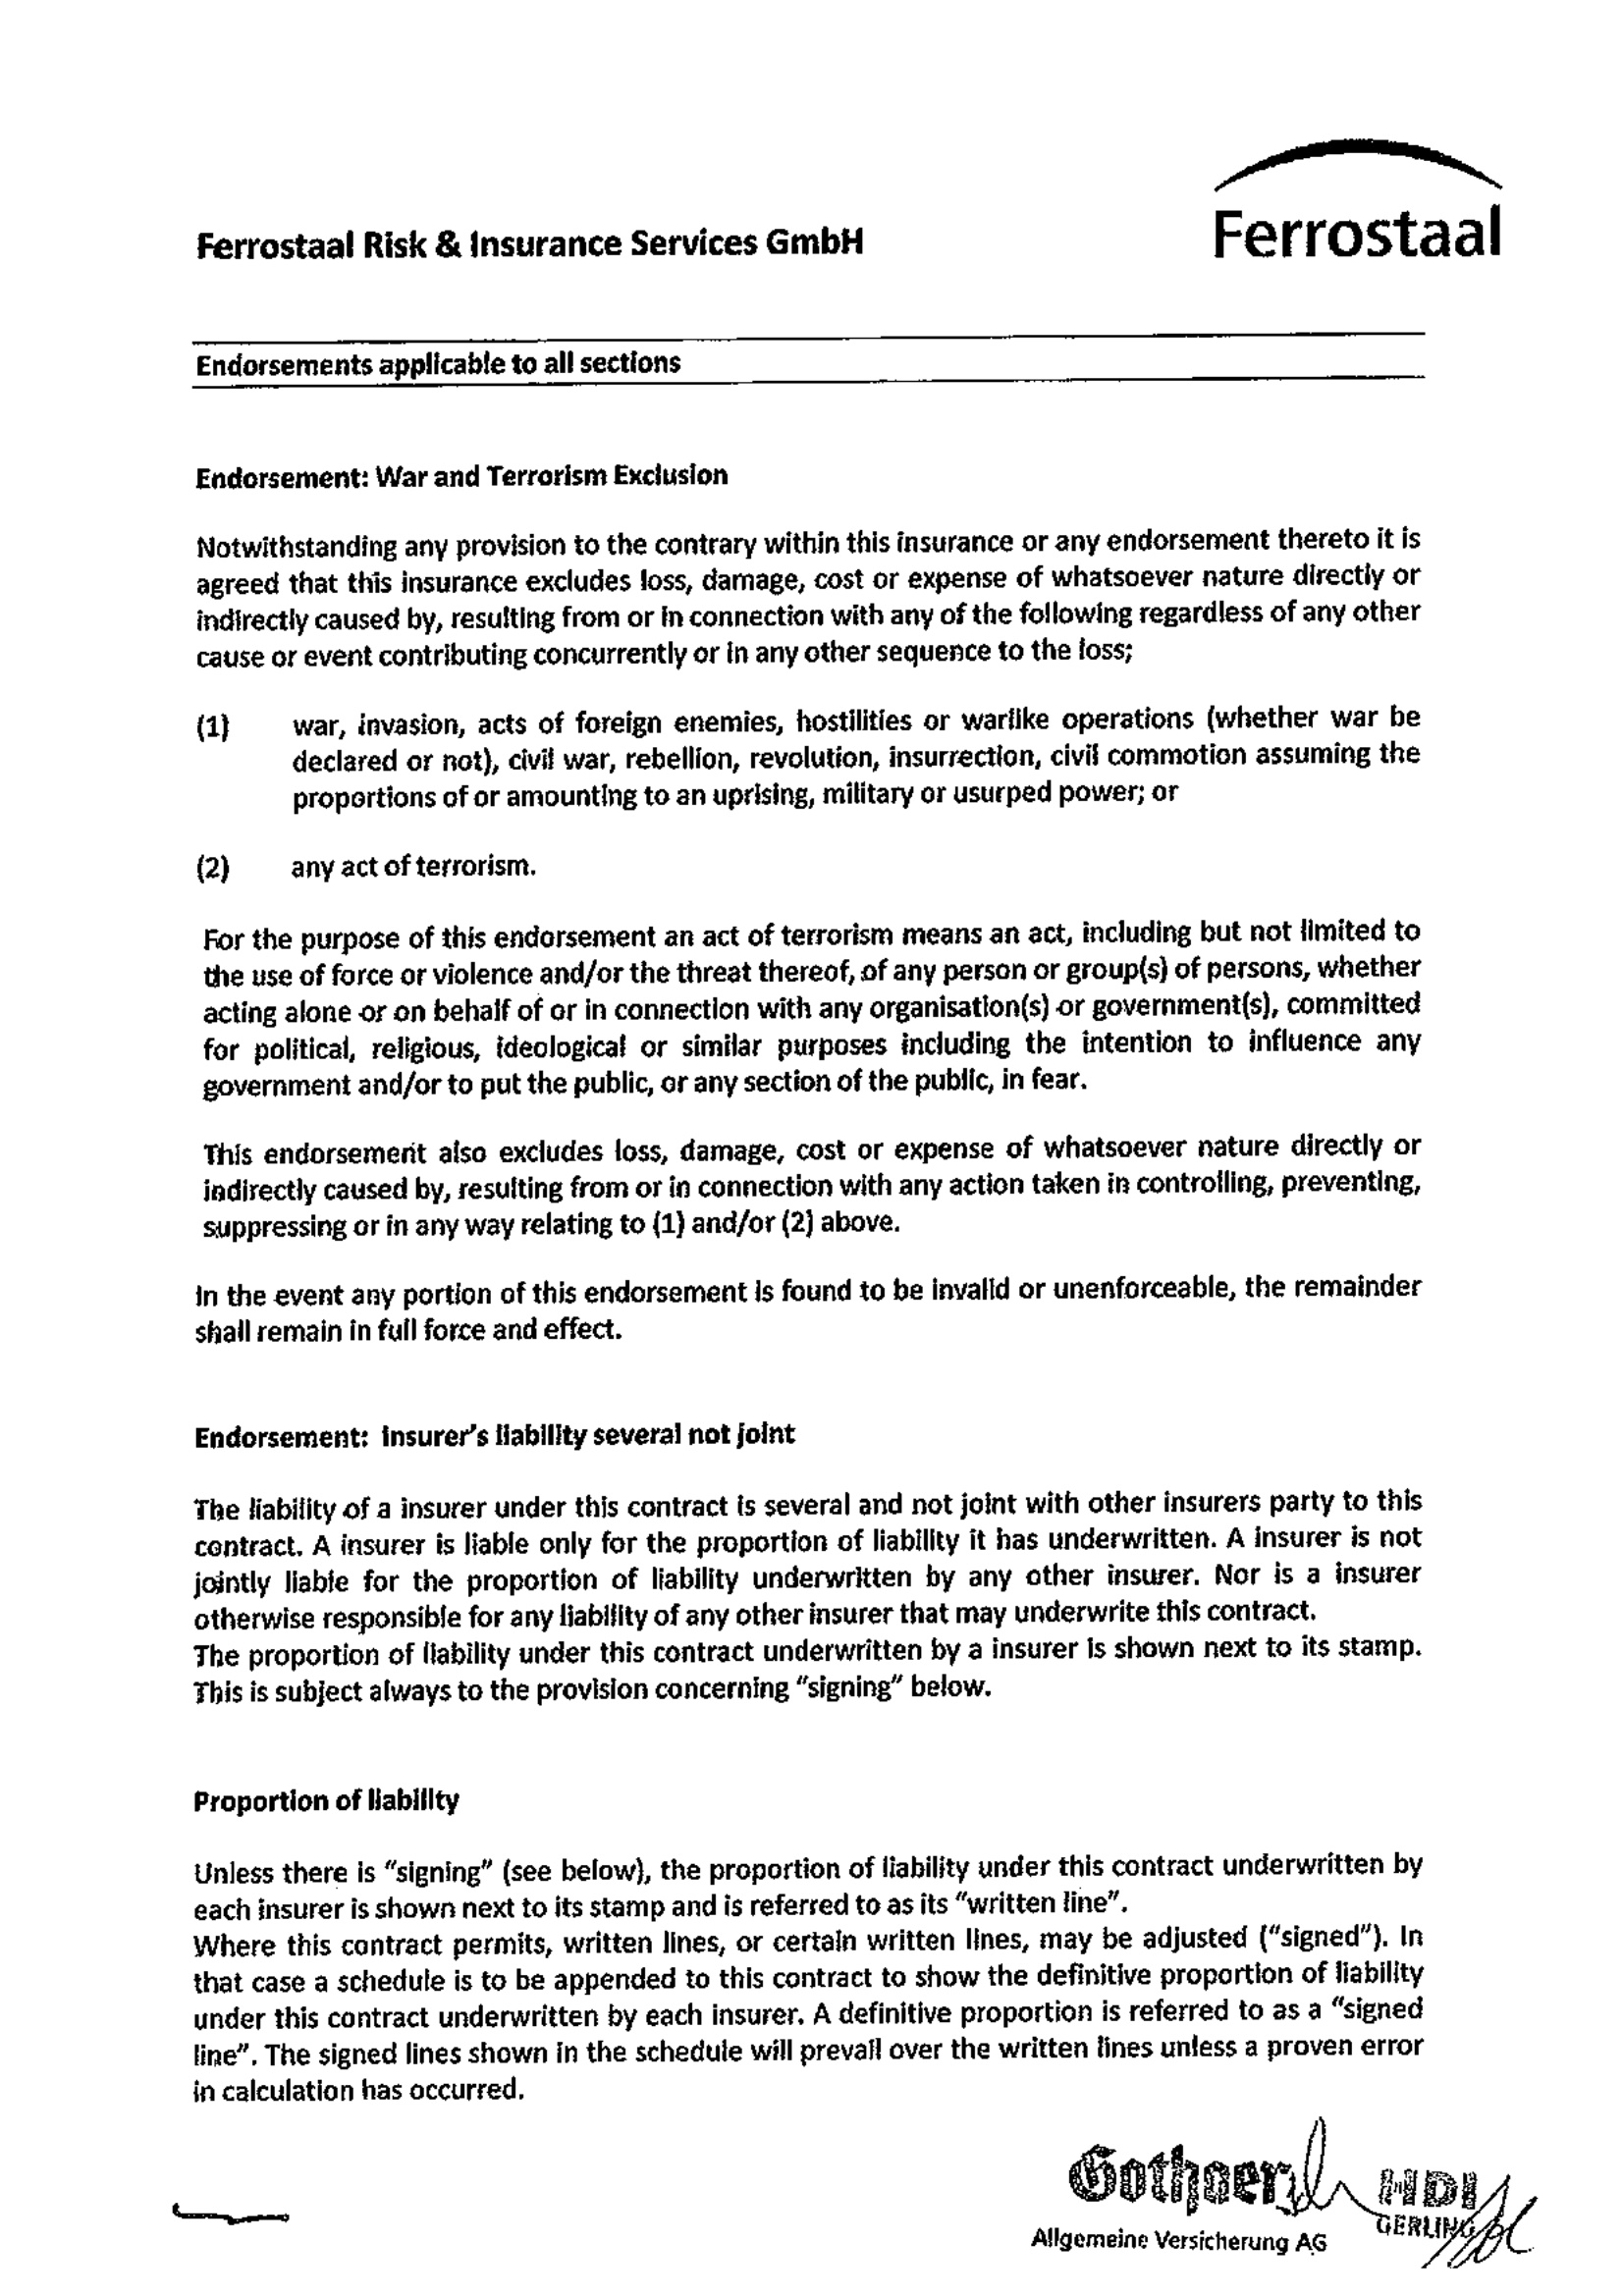 Ferrostaal
Ferrostaal Risk & Insurance Services GmbH
Endorsements applicable to all sections
Endorsement: War and Terrorism Exclusion
Notwithstanding any provision to the contrary within this insurance or any endorsement thereto it is
agreed that this insurance excludes loss, damage, cost or expense of whatsoever nature directly or
indirectly caused by, resulting from or in connection with any of the following regardless of any other
cause or event contributing concurrently or in any other sequence to the loss;
(1) war, invasion, acts of foreign enemies, hostilities or warlike operations (whether war be
declared or not), civil war, rebellion, revolution, insurrection, civil commotion assuming the
proportions of or amounting to an uprising, military or usurped power; or
(2) any act of terrorism.
For the purpose of this endorsement an act of terrorism means an act, including but not limited to
the use of force or violence and/or the threat thereof, of any person or group(s) of persons, whether
acting alone or on behalf of or in connection with any organisation(s) or government(s), committed
for political, religious, ideological or similar purposes including the intention to influence any
government and/or to put the public, or any section of the public, in fear.
This endorsement also excludes loss, damage, cost or expense of whatsoever nature directly or
indirectly caused by, resulting from or in connection with any action taken in controlling, preventing,
suppressing or in any way relating to (1) and/or (2) above.
In the event any portion of this endorsement is found to be invalid or unenforceable, the remainder
shall remain in full force and effect.
Endorsement: Insurer's liability several not joint
The liability of a insurer under this contract is several and not joint with other insurers party to this
contract. A insurer is liable only for the proportion of liability it has underwritten. A insurer is not
jointly liable for the proportion of liability underwritten by any other insurer. Nor is a insurer
otherwise responsible for any liability of any other insurer that may underwrite this contract.
The proportion of liability under this contract underwritten by a insurer is shown next to its stamp.
This is subject always to the provision concerning "signing" below.
Proportion of liability
Unless there is "signing" (see below), the proportion of liability under this contract underwritten by
each insurer is shown next to its stamp and is referred to as its "written line".
Where this contract permits, written lines, or certain written lines, may be adjusted ("signed"). In
that case a schedule is to be appended to this contract to show the definitive proportion of liability
under this contract underwritten by each insurer. A definitive proportion is referred to as a "signed
line". The signed lines shown in the schedule will prevail over the written lines unless a proven error
in calculation has occurred.
Gothaer
Allgemeine Versicherung AG
HDI
GERLING